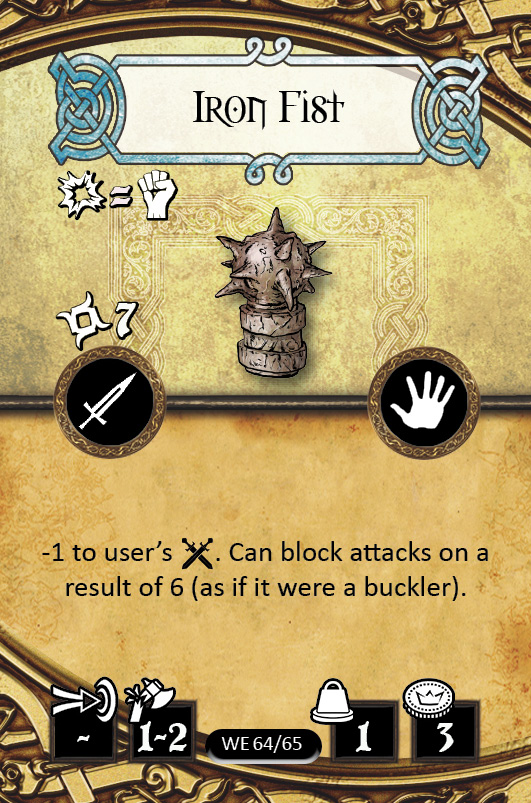 Iron Fist
=
7
-1 to user's . Can block attacks on a
result of 6 (as if it were a buckler).
- 1-2 WE 64/65 1 3